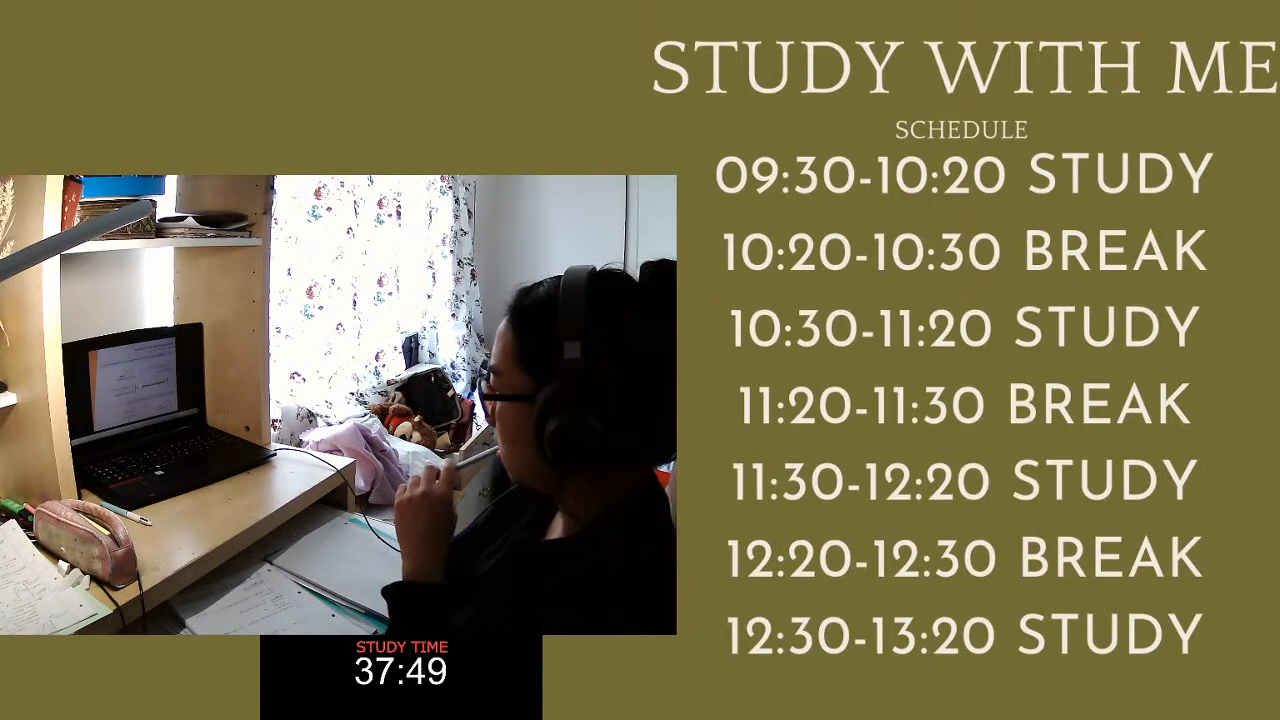 STUDY WITH ME
SCHEDULE
09:30-10:20 STUDY
10:20-10:30 BREAK
10:30-11:20 STUDY
11:20-11:30 BREAK
11:30-12:20 STUDY
12:20-12:30 BREAK
12:30-13:20 STUDY
STUDY TIME
37:49